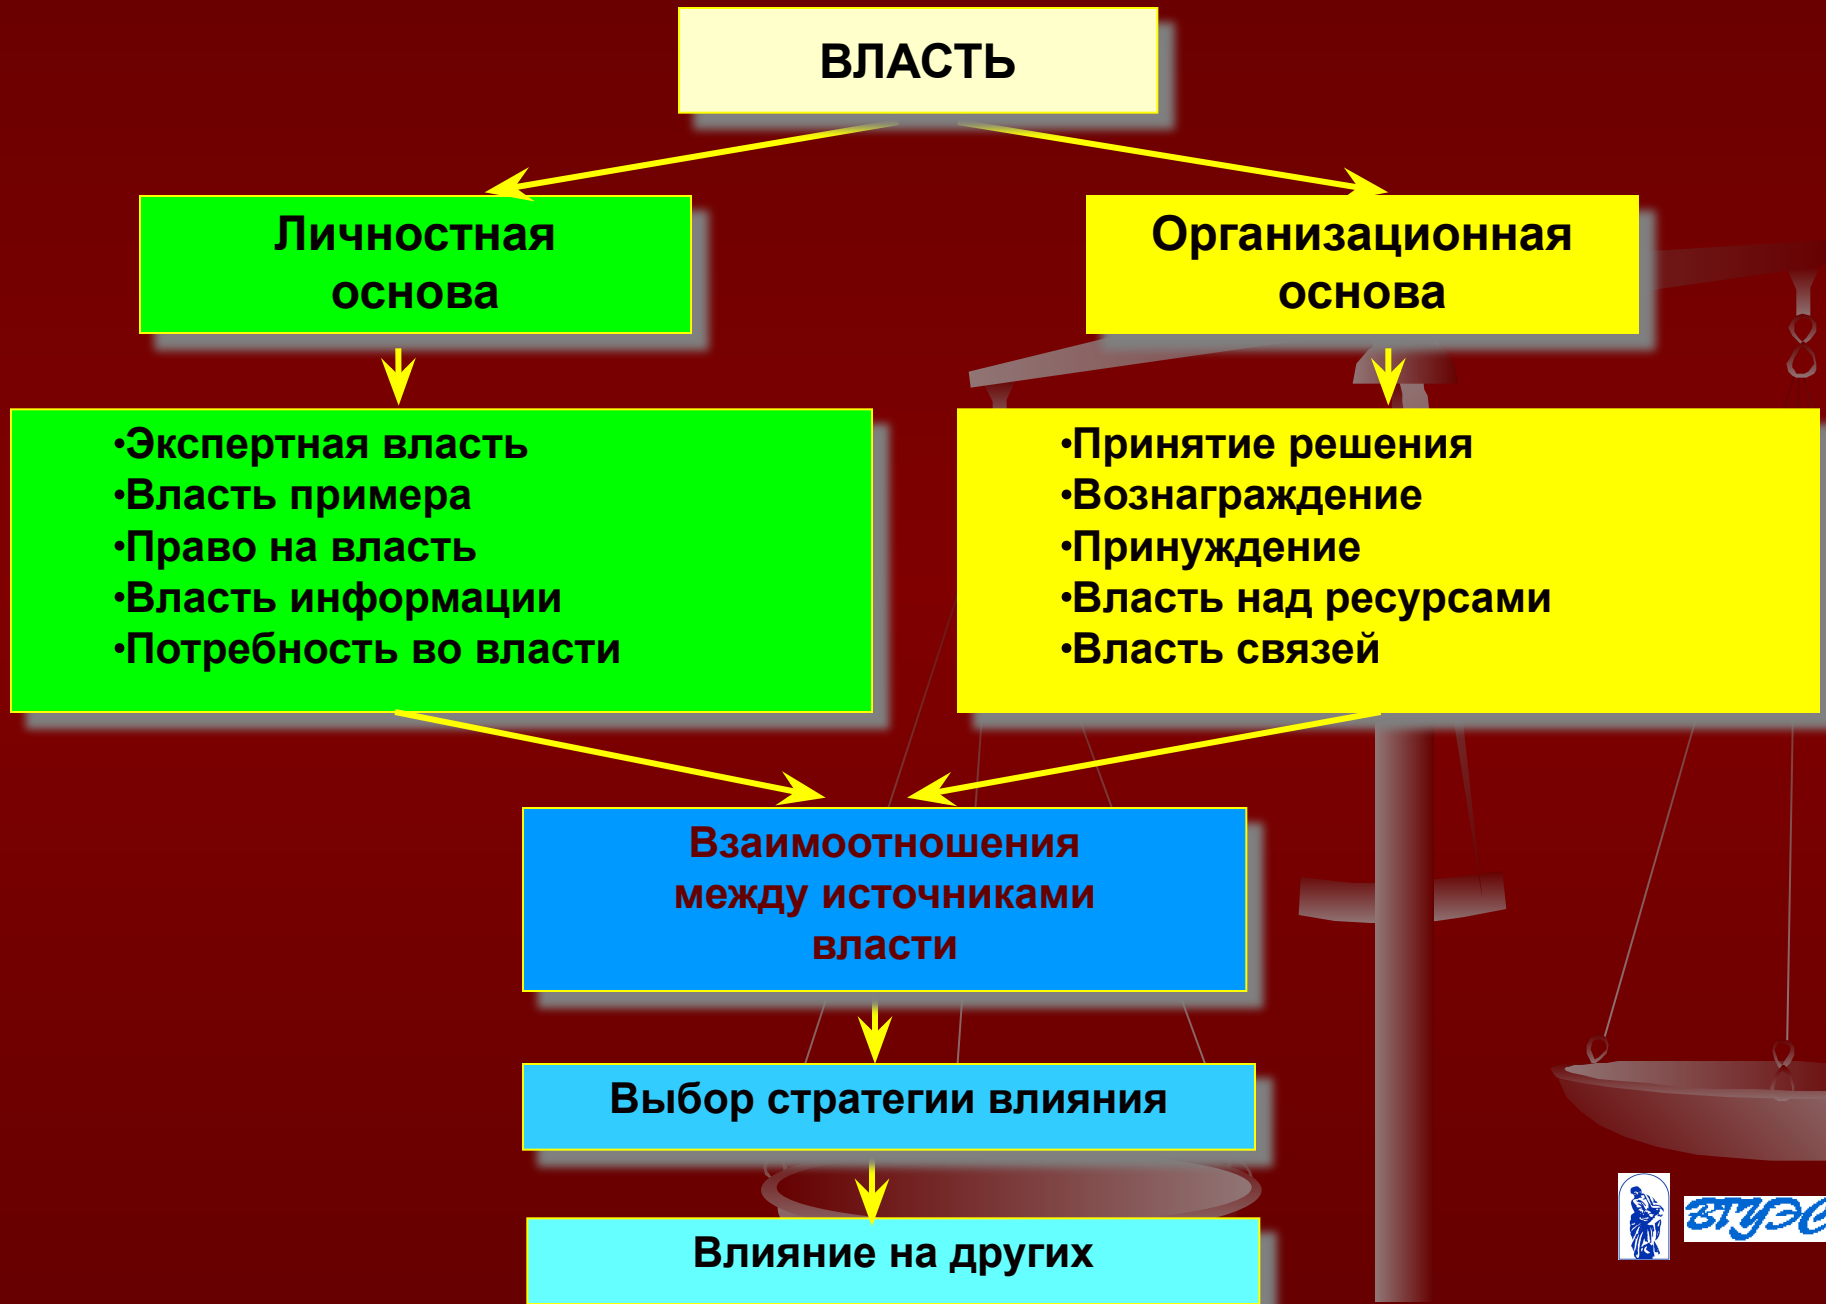 ВЛАСТЬ
Личностная
основа
Организационная
основа
•Экспертная власть
•Власть примера
•Право на власть
•Власть информации
•Потребность во власти
•Принятие решения
•Вознаграждение
•Принуждение
•Власть над ресурсами
•Власть связей
Взаимоотношения
между источниками
власти
Выбор стратегии влияния
Влияние на других
ВГУЭС